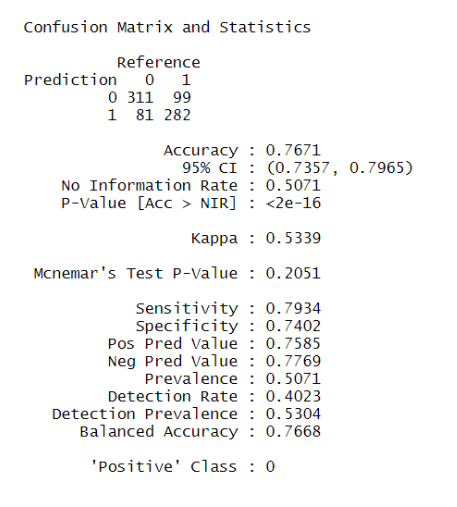 Confusion Matrix and Statistics
Reference
Prediction 0 1
0 311 99
1 81 282
Accuracy : 0.7671
95% CI : (0.7357, 0.7965)
No Information Rate : 0.5071
P-Value [Acc > NIR] : <2e-16
Kappa : 0.5339
Mcnemar's Test P-Value : 0.2051
Sensitivity : 0.7934
Specificity : 0.7402
Pos Pred Value : 0.7585
Neg Pred Value : 0.7769
Prevalence : 0.5071
Detection Rate : 0.4023
Detection Prevalence : 0.5304
Balanced Accuracy : 0.7668
'Positive' Class : 0